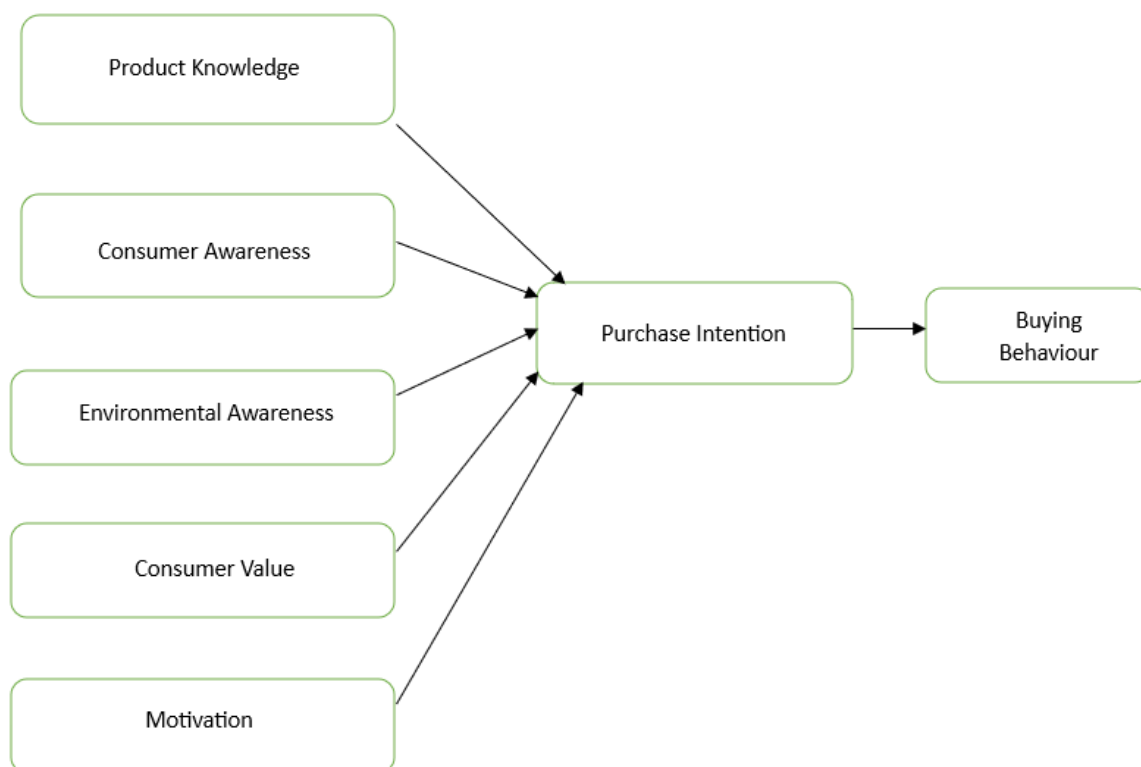 Product Knowledge
Consumer Awareness
Environmental Awareness
Consumer Value
Motivation
Purchase Intention
Buying
Behaviour